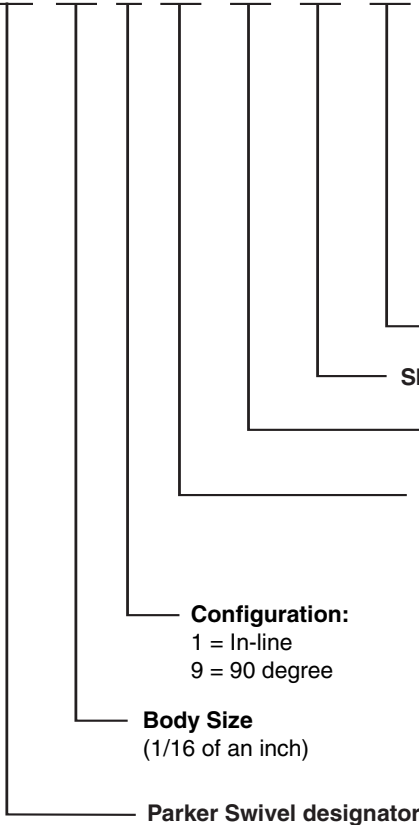 Configuration:
1 = In-line
9 = 90 degree
Body Size
(1/16 of an inch)
Parker Swivel designator